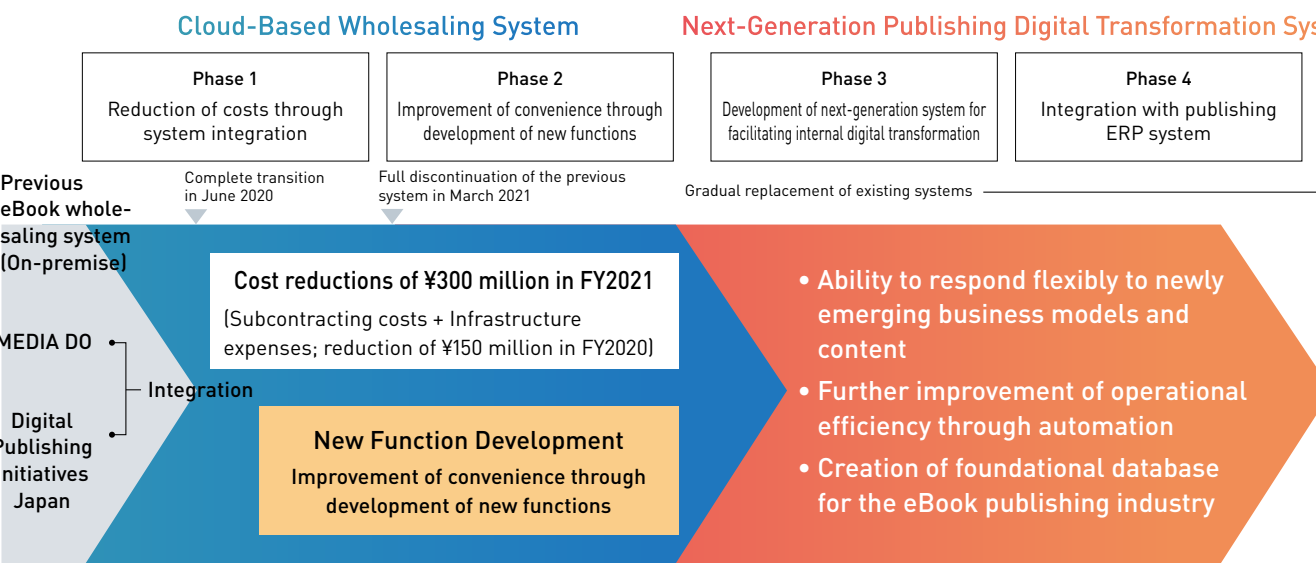 Cloud-Based Wholesaling System
Next-Generation Publishing Digital Transformation Sys
Phase 1
Reduction of costs through
system integration
Phase 2
Improvement of convenience through
development of new functions
Phase 3
Development of next-generation system for
facilitating internal digital transformation
Phase 4
Integration with publishing
ERP system
Previous
eBook whole-
saling system
(On-premise)
Complete transition
in June 2020
Full discontinuation of the previous
system in March 2021
Gradual replacement of existing systems
MEDIA DO
Integration
Digital
Publishing
nitiatives
Japan
Cost reductions of ¥300 million in FY2021
(Subcontracting costs + Infrastructure
expenses; reduction of ¥150 million in FY2020)
New Function Development
Improvement of convenience through
development of new functions
• Ability to respond flexibly to newly
emerging business models and
content
• Further improvement of operational
efficiency through automation
• Creation of foundational database
for the eBook publishing industry